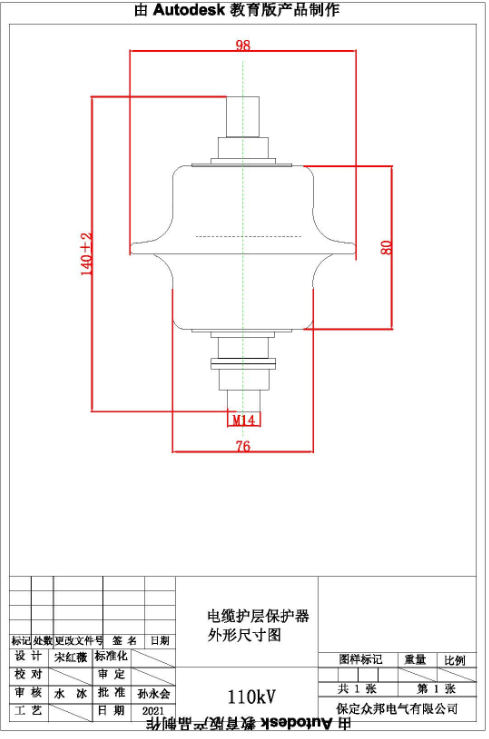 由 Autodesk 教育版产品制作
98
140±2
80
M14
76
标记 处数 更改文件号 签 名 日期
设 计 宋红薇 标准化
校 对 审 定
审 核 水 冰 批 准 孙永会
工 艺 日 期 2021
电缆护层保护器
外形尺寸图
110kV
图样标记 重量 比例
共 1 张 第 1 张
保定众邦电气有限公司
由 Autodesk 教育版产品制作